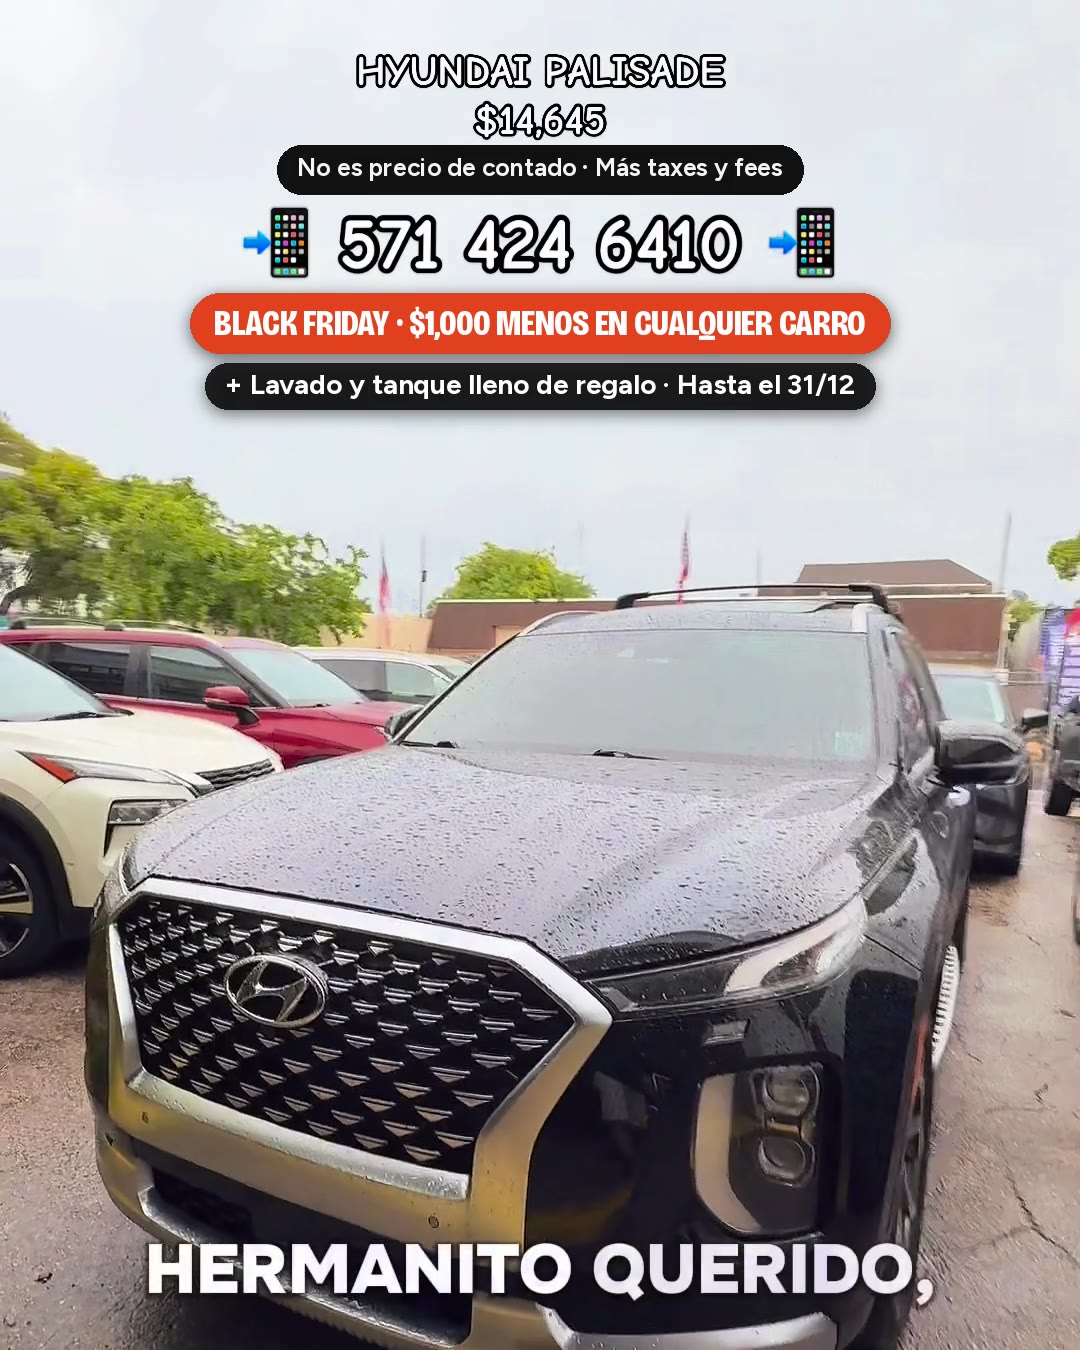 HYUNDAI PALISADE
$14,645
No es precio de contado · Más taxes y fees
571 424 6410
BLACK FRIDAY · $1,000 MENOS EN CUALQUIER CARRO
+ Lavado y tanque lleno de regalo · Hasta el 31/12
HERMANITO QUERIDO,